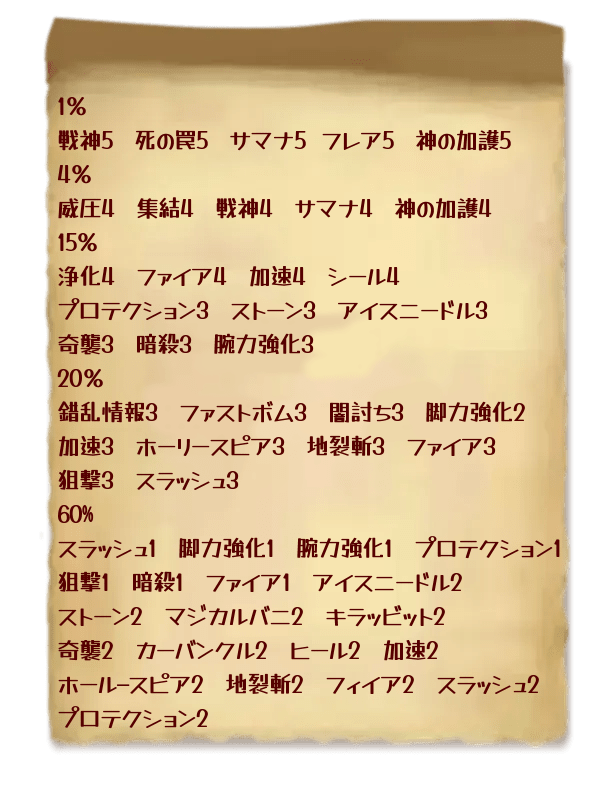 1%
戦神5 死の罠5 サマナ5 フレア5 神の加護5
4%
威圧4 集結4 戦神4 サマナ4 神の加護4
15%
浄化4 ファイア4 加速4 シール4
プロテクション3 ストーン3 アイスニードル3
奇襲3 暗殺3 腕力強化3
20%
錯乱情報3 ファストボム3 闇討ち3 脚力強化2
加速3 ホーリースピア3 地裂斬3 ファイア3
狙撃3 スラッシュ3
60%
スラッシュ1 脚力強化1 腕力強化1 プロテクション1
狙撃1 暗殺1 ファイア1 アイスニードル2
ストーン2 マジカルバニ2 キラッビット2
奇襲2 カーバンクル2 ヒール2 加速2
ホールースピア2 地裂斬2 フィイア2 スラッシュ2
プロテクション2